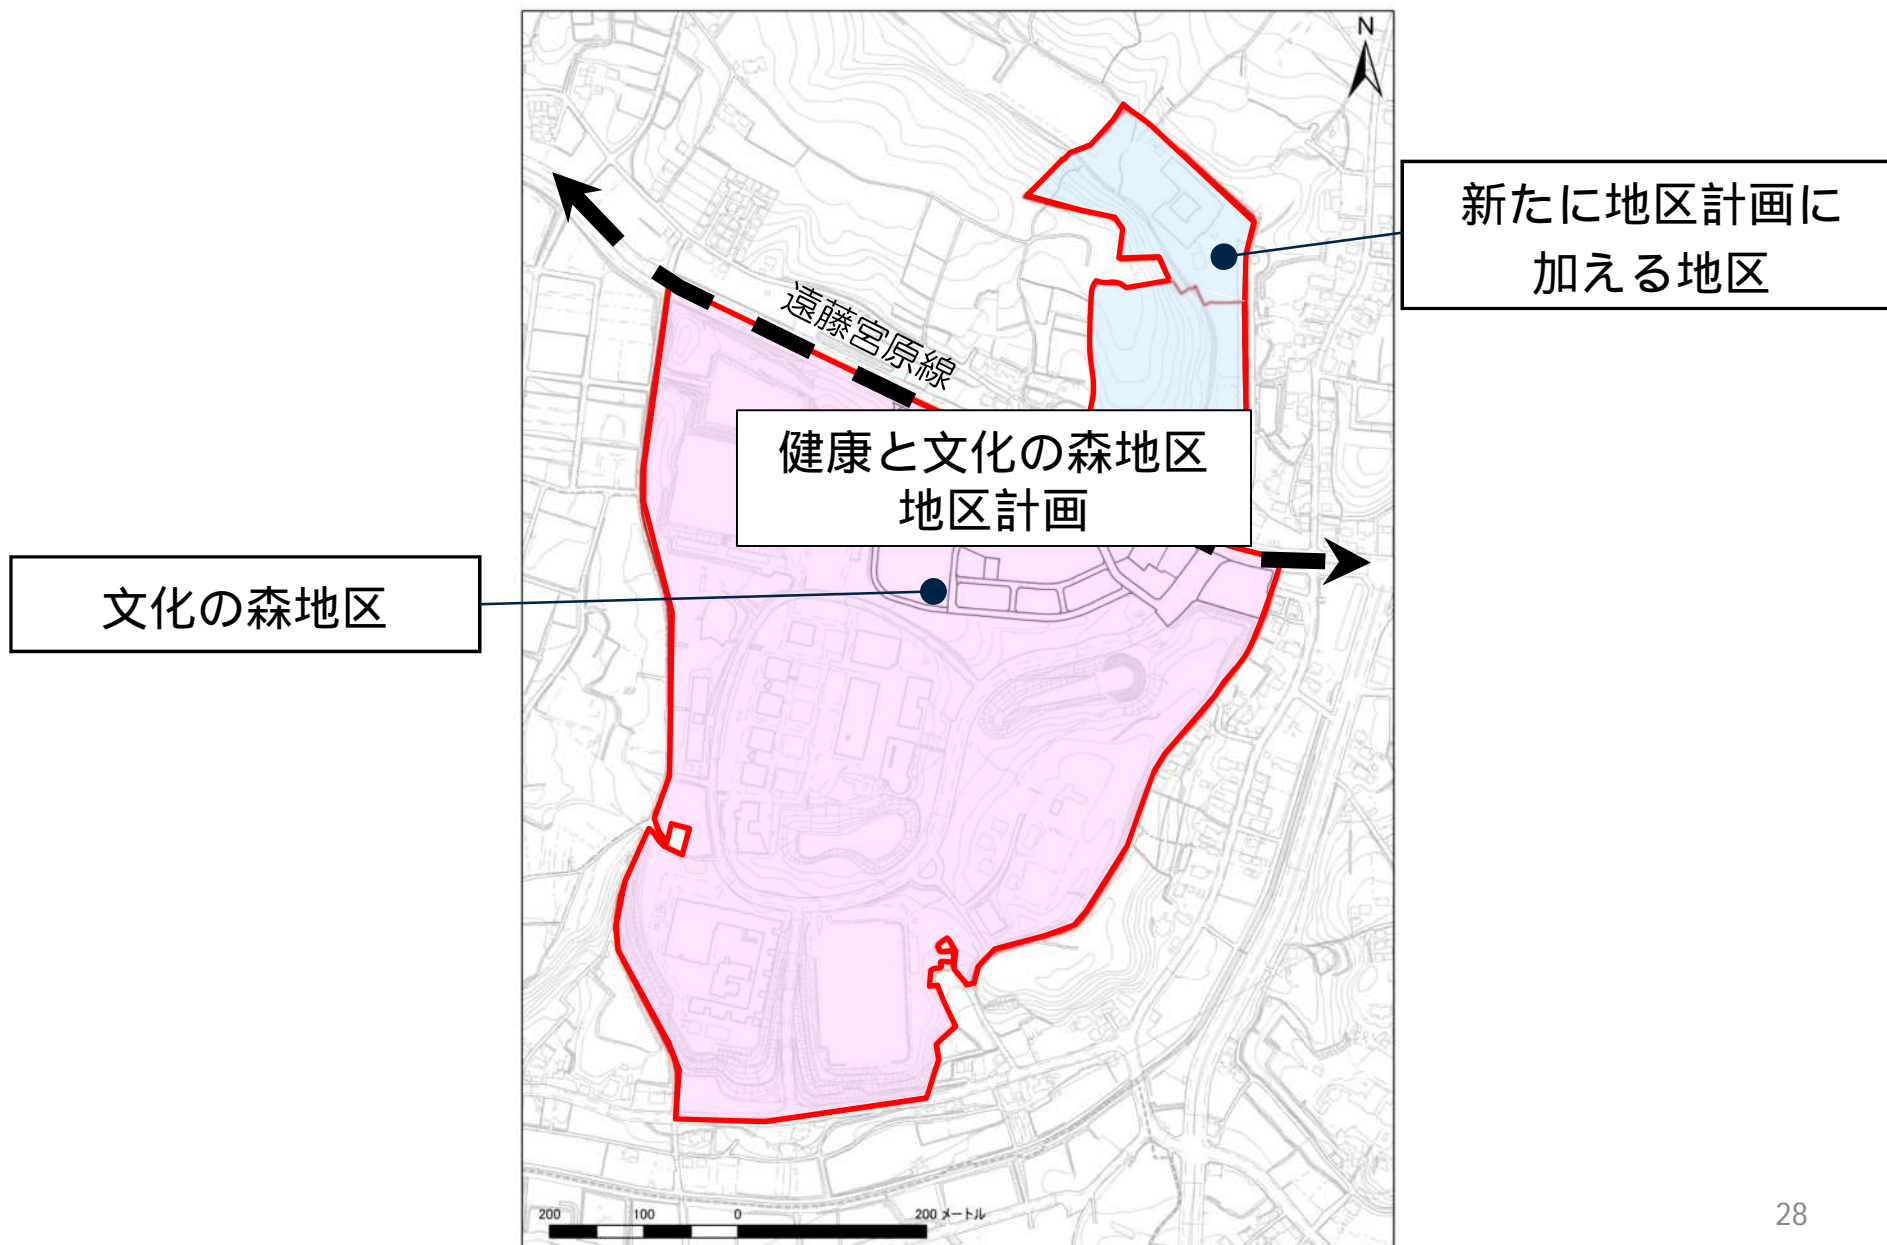 N
新たに地区計画に
加える地区
遠藤宮原線
健康と文化の森地区
地区計画
文化の森地区
200 100 0 200 メートル
28